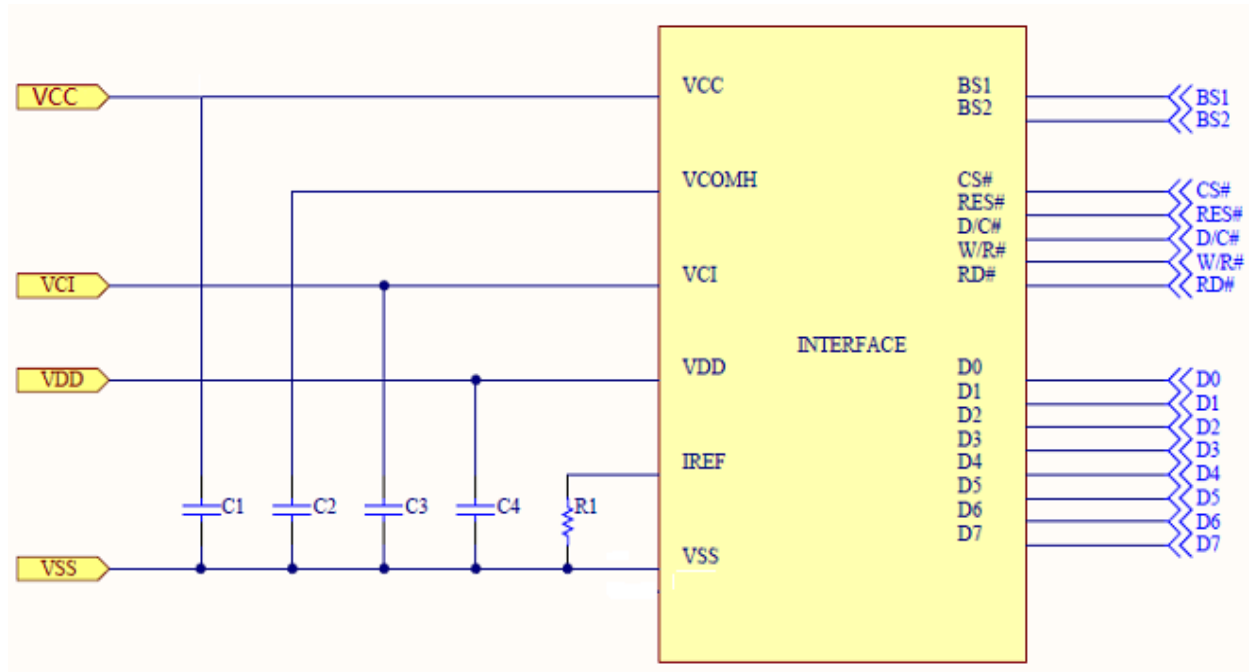 VCC
VCI
VDD
VSS
C1 C2 C3 C4 R1
VCC
VCOMH
VCI
VDD
IREF
VSS
INTERFACE
BS1
BS2
CS#
RES#
D/C#
W/R#
RD#
D0
D1
D2
D3
D4
D5
D6
D7
BS1
BS2
CS#
RES#
D/C#
W/R#
RD#
D0
D1
D2
D3
D4
D5
D6
D7